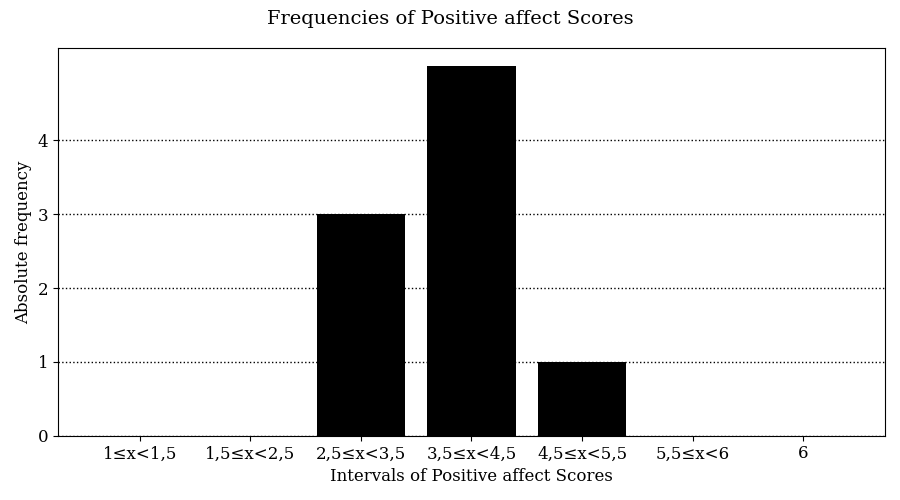 Frequencies of Positive affect Scores
Absolute frequency
4
3
2
1
0
1≤x<1,5 1,5≤x<2,5 2,5≤x<3,5 3,5≤x<4,5 4,5≤x<5,5 5,5≤x<6 6
Intervals of Positive affect Scores